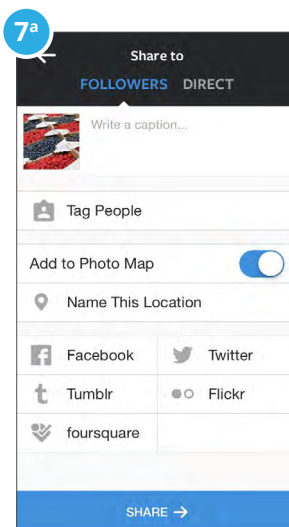 7a
Share to
FOLLOWERS DIRECT
Write a caption...
Tag People
Add to Photo Map
Name This Location
Facebook Twitter
Tumblr Flickr
foursquare
SHARE →